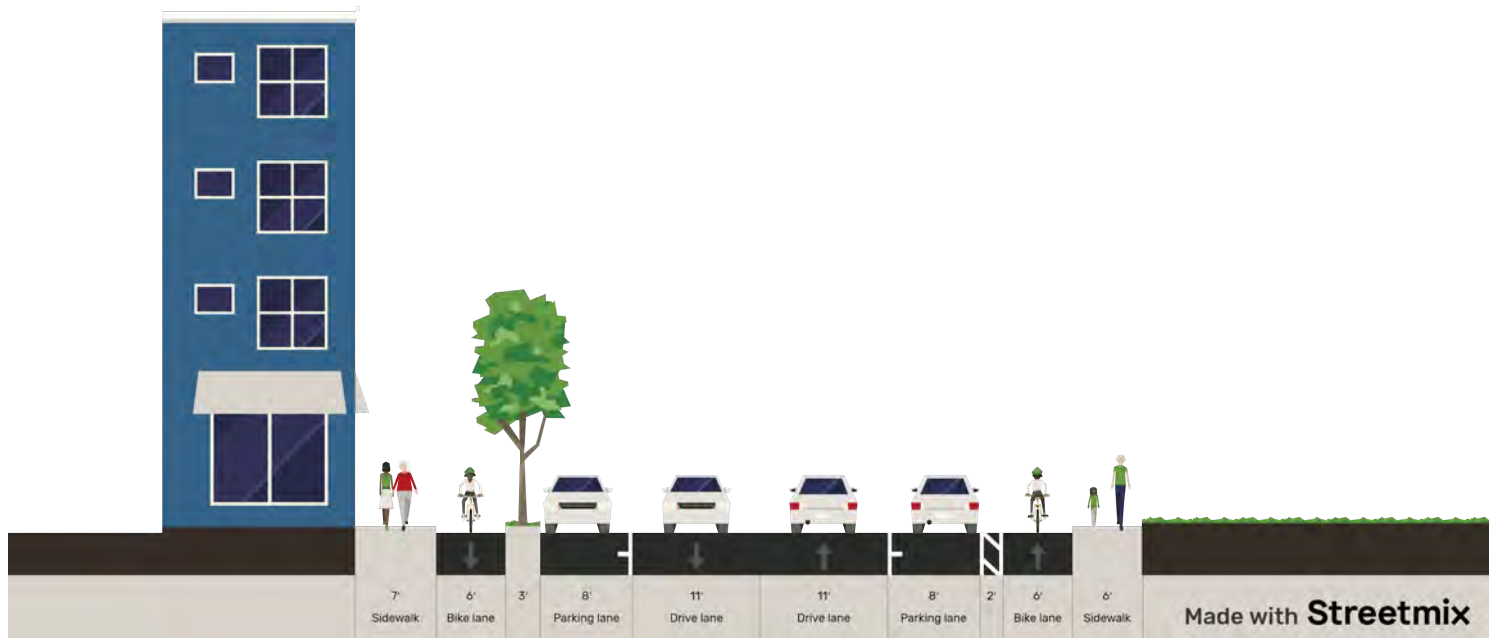 7' 6' 3' 8' 11' 11' 8' 2' 6' 6'
Sidewalk Bike lane Parking lane Drive lane Drive lane Parking lane Bike lane Sidewalk
Made with Streetmix